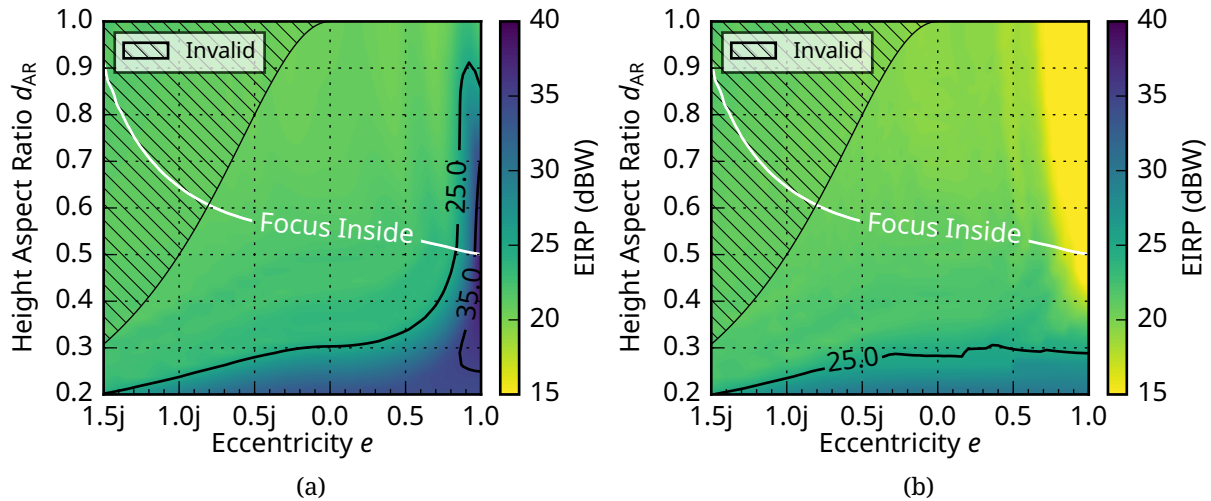 Height Aspect Ratio d_AR
1.0
0.9
0.8
0.7
0.6
0.5
0.4
0.3
0.2
Invalid
Focus Inside
25.0
35.0
1.5j 1.0j 0.5j 0.0 0.5 1.0
Eccentricity e
40
35
30
25
20
15
EIRP (dBW)
(a)
Height Aspect Ratio d_AR
1.0
0.9
0.8
0.7
0.6
0.5
0.4
0.3
0.2
Invalid
Focus Inside
25.0
1.5j 1.0j 0.5j 0.0 0.5 1.0
Eccentricity e
40
35
30
25
20
15
EIRP (dBW)
(b)